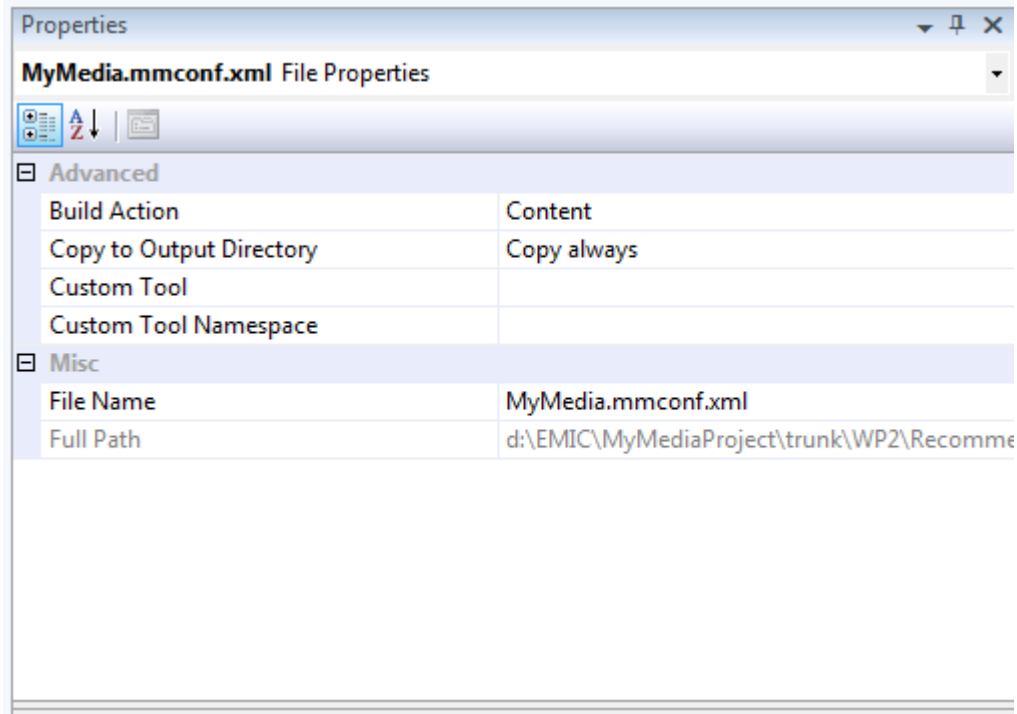 Properties
MyMedia.mmconf.xml File Properties
Advanced
Build Action Content
Copy to Output Directory Copy always
Custom Tool
Custom Tool Namespace
Misc
File Name MyMedia.mmconf.xml
Full Path d:\EMIC\MyMediaProject\trunk\WP2\Recomme